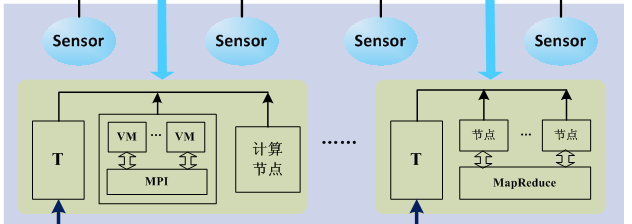 Sensor
Sensor
Sensor
Sensor
T
VM
...
VM
MPI
计算
节点
......
T
节点
...
节点
MapReduce